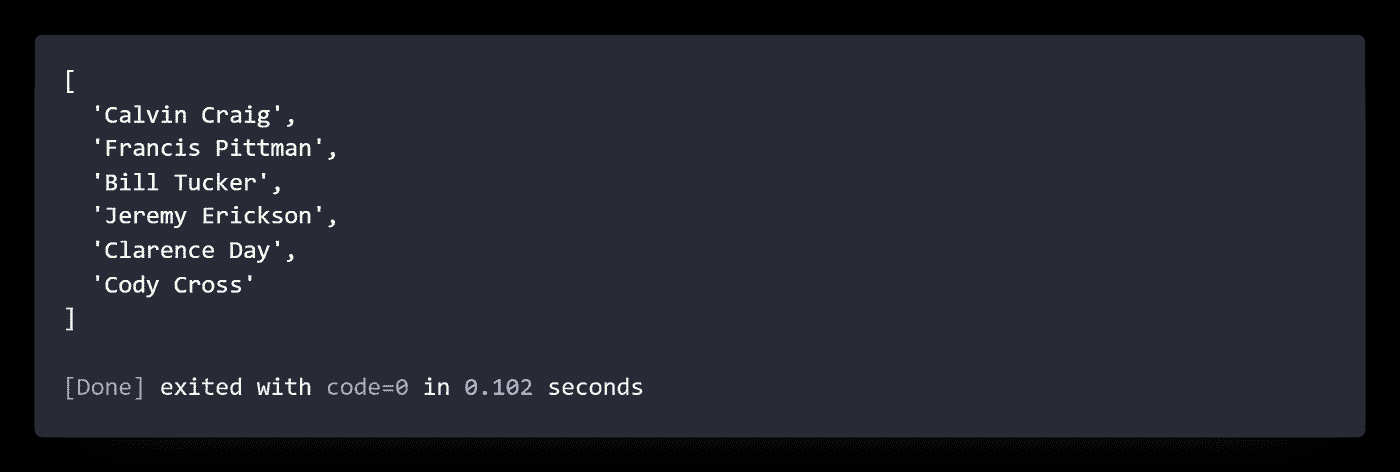 [
'Calvin Craig',
'Francis Pittman',
'Bill Tucker',
'Jeremy Erickson',
'Clarence Day',
'Cody Cross'
]
[Done] exited with code=0 in 0.102 seconds